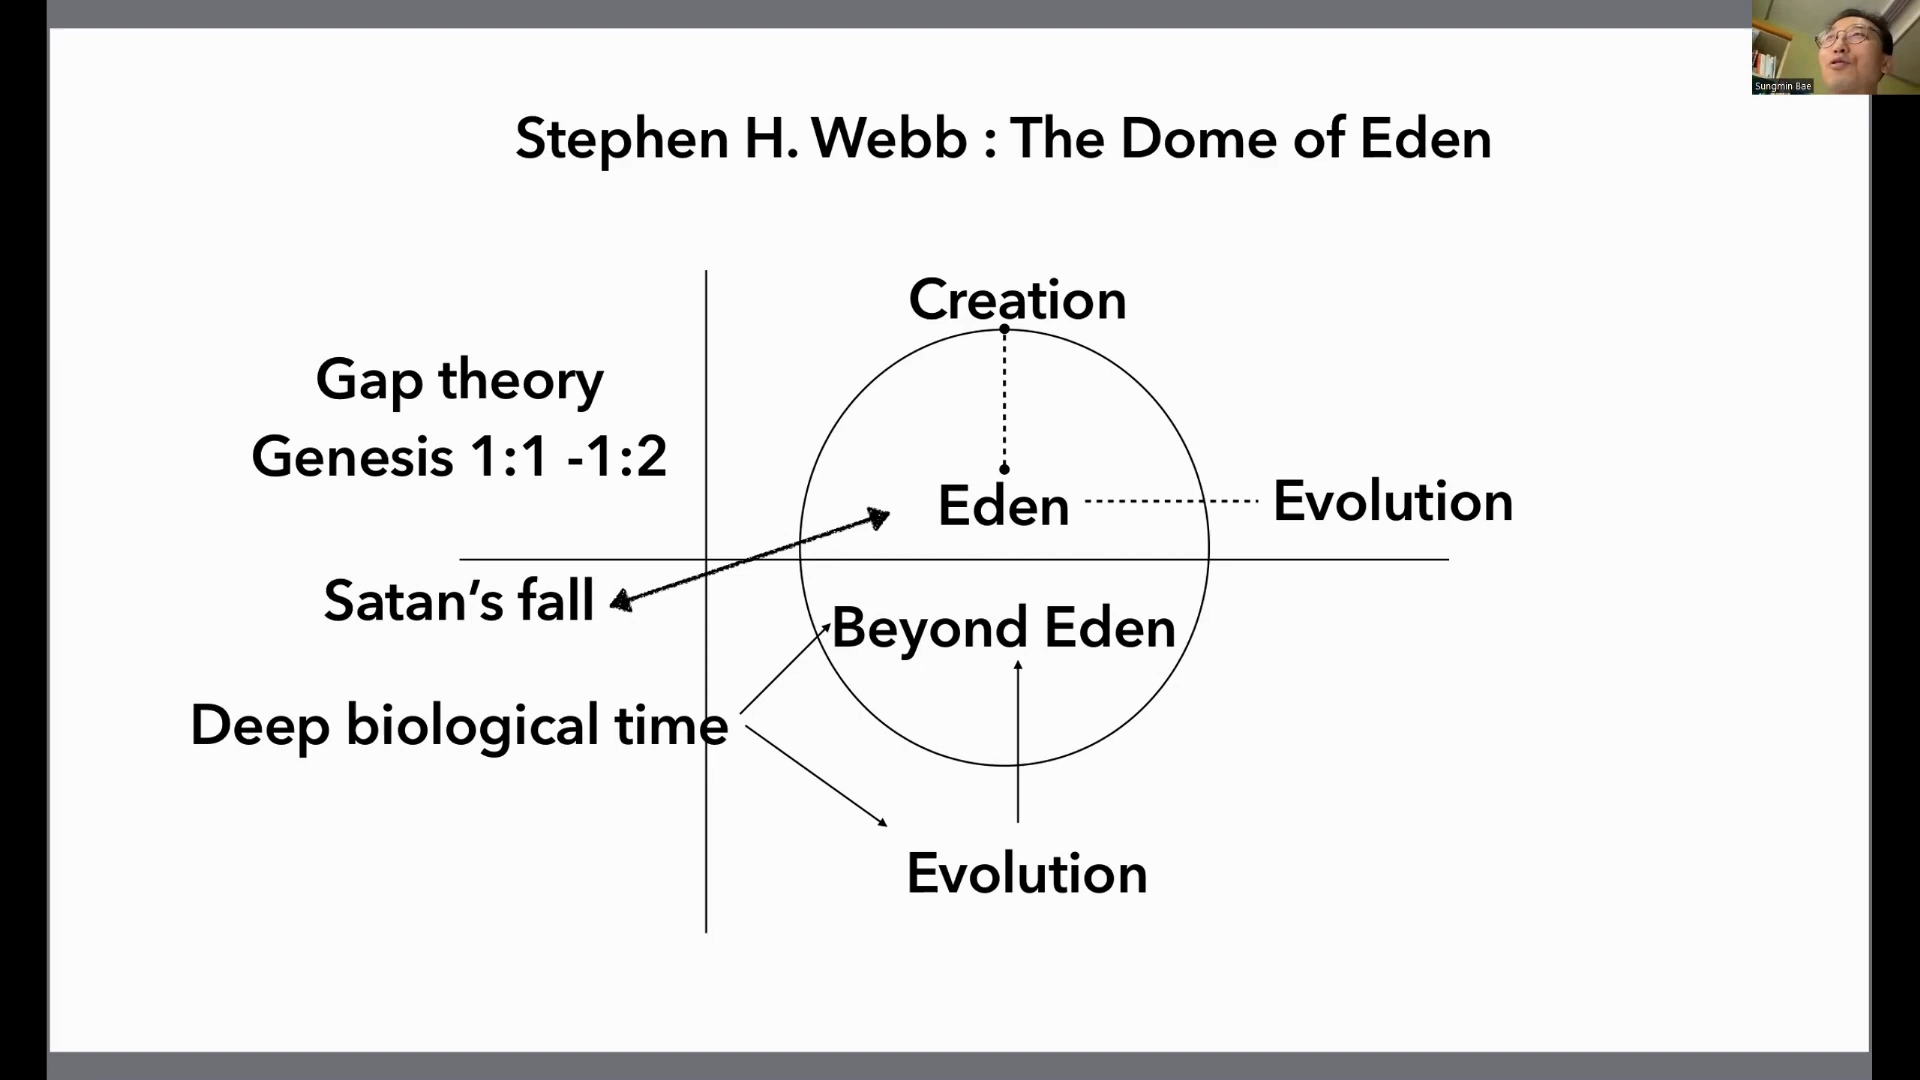 Sungmin Bae
Stephen H. Webb : The Dome of Eden
Creation
Gap theory
Genesis 1:1 -1:2
Eden
Evolution
Satan's fall
Beyond Eden
Deep biological time
Evolution